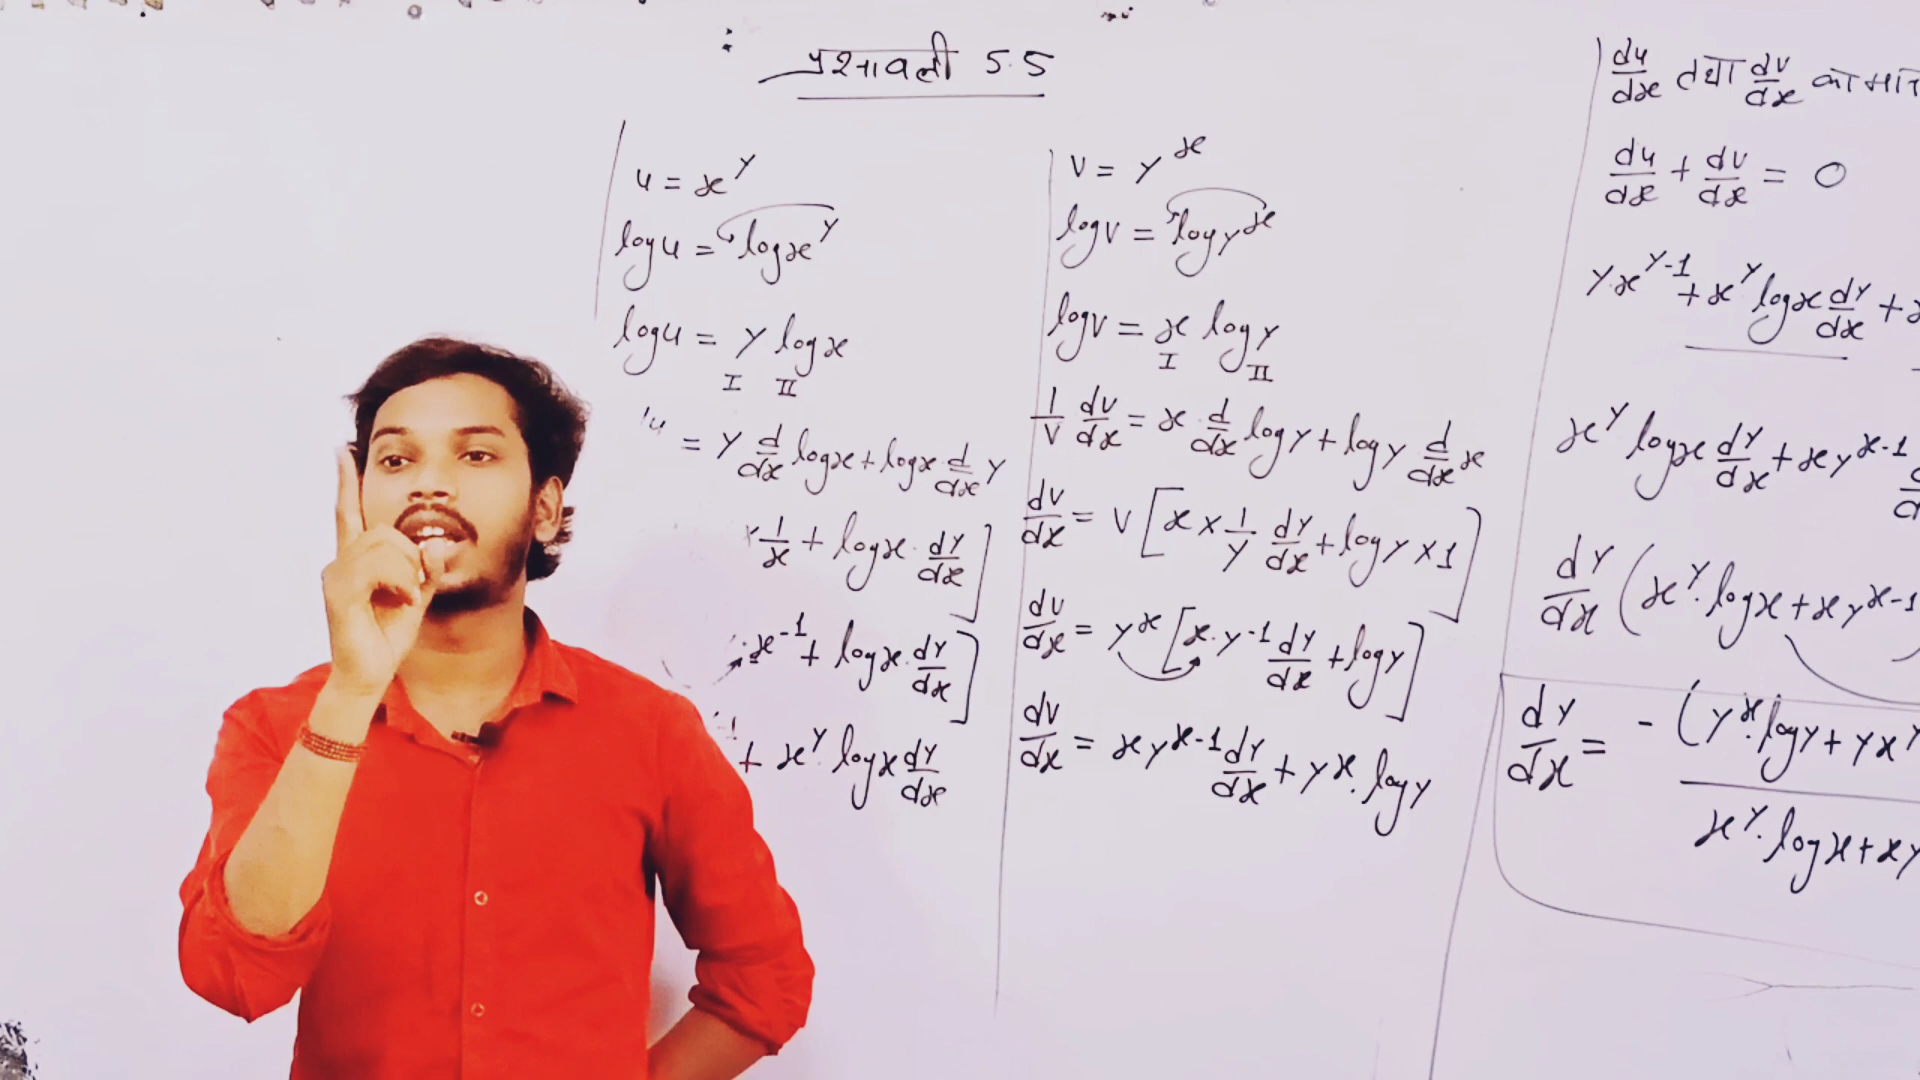 प्रश्नावली 5.5
u = x^y
log u = log x^y
log u = y log x
I II
= y d/dx log x + log x · d/dx y
1/x + log x · dy/dx ]
x^-1 + log x · dy/dx ]
+ x^y · log x dy/dx
v = y^x
log v = log y^x
log v = x log y
I II
1/v dv/dx = x · d/dx log y + log y d/dx x
dv/dx = v [ x × 1/y dy/dx + log y × 1 ]
dv/dx = y^x [ x · y^-1 dy/dx + log y ]
dv/dx = x y^x-1 dy/dx + y^x · log y
du/dx तथा dv/dx का मान
du/dx + dv/dx = 0
y x^y-1 + x^y log x dy/dx +
x^y log x dy/dx + x y^x-1
dy/dx ( x^y · log x + x y^x-1
dy/dx = - ( y^x · log y + y x^y
x^y · log x + x y